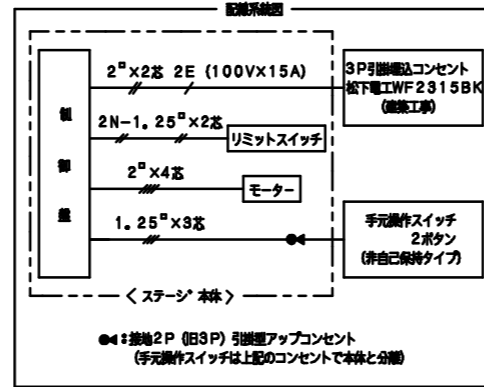 配線系統図
2□×2芯 2E (100V×15A)
3P引掛埋込コンセント
松下電工WF2315BK
(建築工事)
制御盤
2N-1.25□×2芯
リミットスイッチ
2□×4芯
モーター
1.25□×3芯
手元操作スイッチ
2ボタン
(非自己保持タイプ)
〈ステージ本体〉
:接地2P (旧3P) 引掛型アップコンセント
(手元操作スイッチは上記のコンセントで本体と分離)